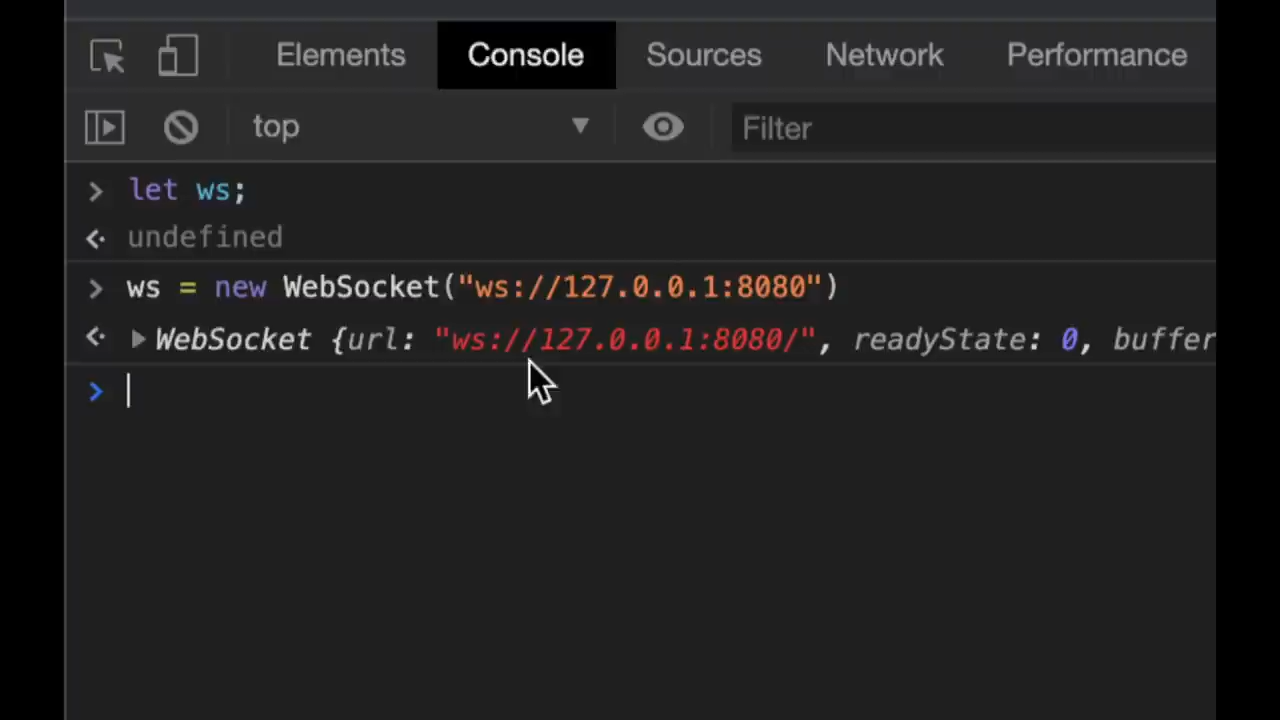 Elements Console Sources Network Performance
top Filter
let ws;
undefined
ws = new WebSocket("ws://127.0.0.1:8080")
WebSocket {url: "ws://127.0.0.1:8080/", readyState: 0, buffer